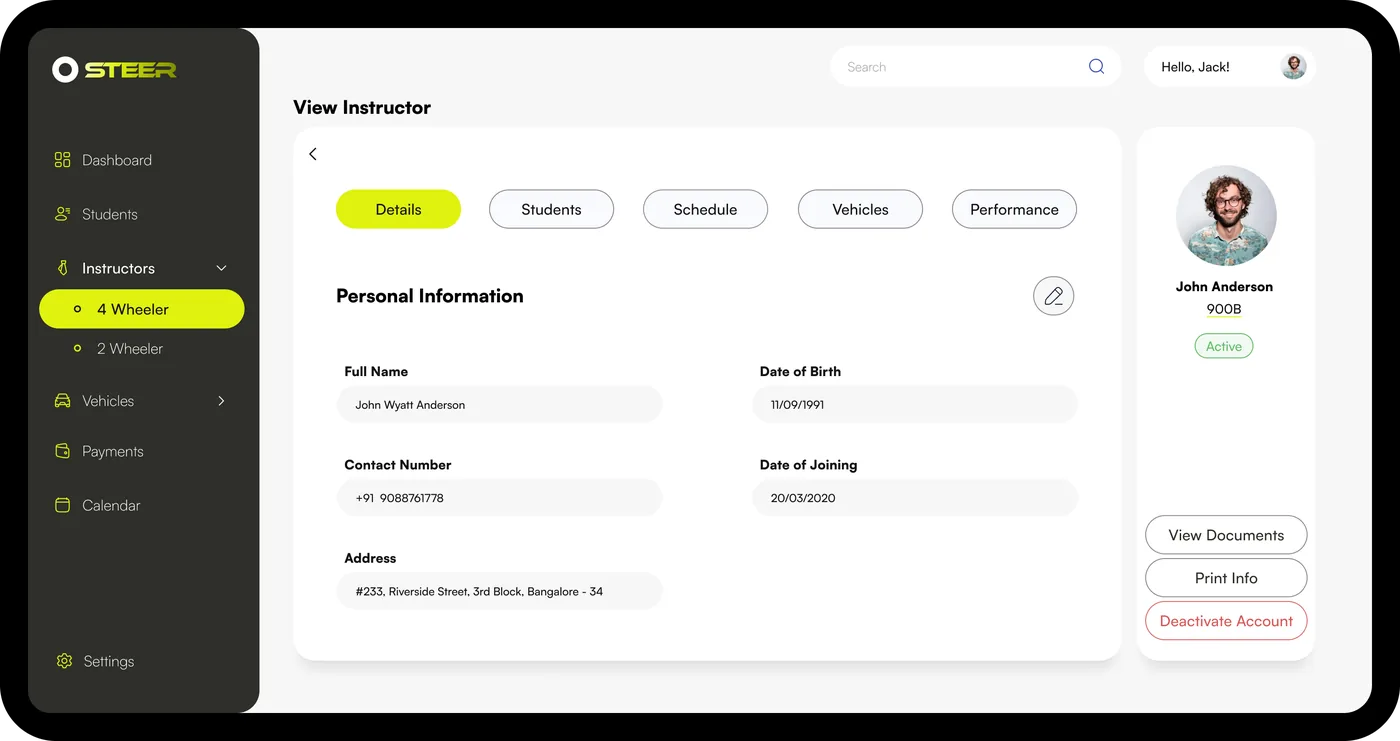 STEER
Search
Hello, Jack!
View Instructor
Dashboard
Students
Instructors
4 Wheeler
2 Wheeler
Vehicles
Payments
Calendar
Settings
Details
Students
Schedule
Vehicles
Performance
Personal Information
Full Name
John Wyatt Anderson
Date of Birth
11/09/1991
Contact Number
+91 9088761778
Date of Joining
20/03/2020
Address
#233, Riverside Street, 3rd Block, Bangalore - 34
John Anderson
900B
Active
View Documents
Print Info
Deactivate Account